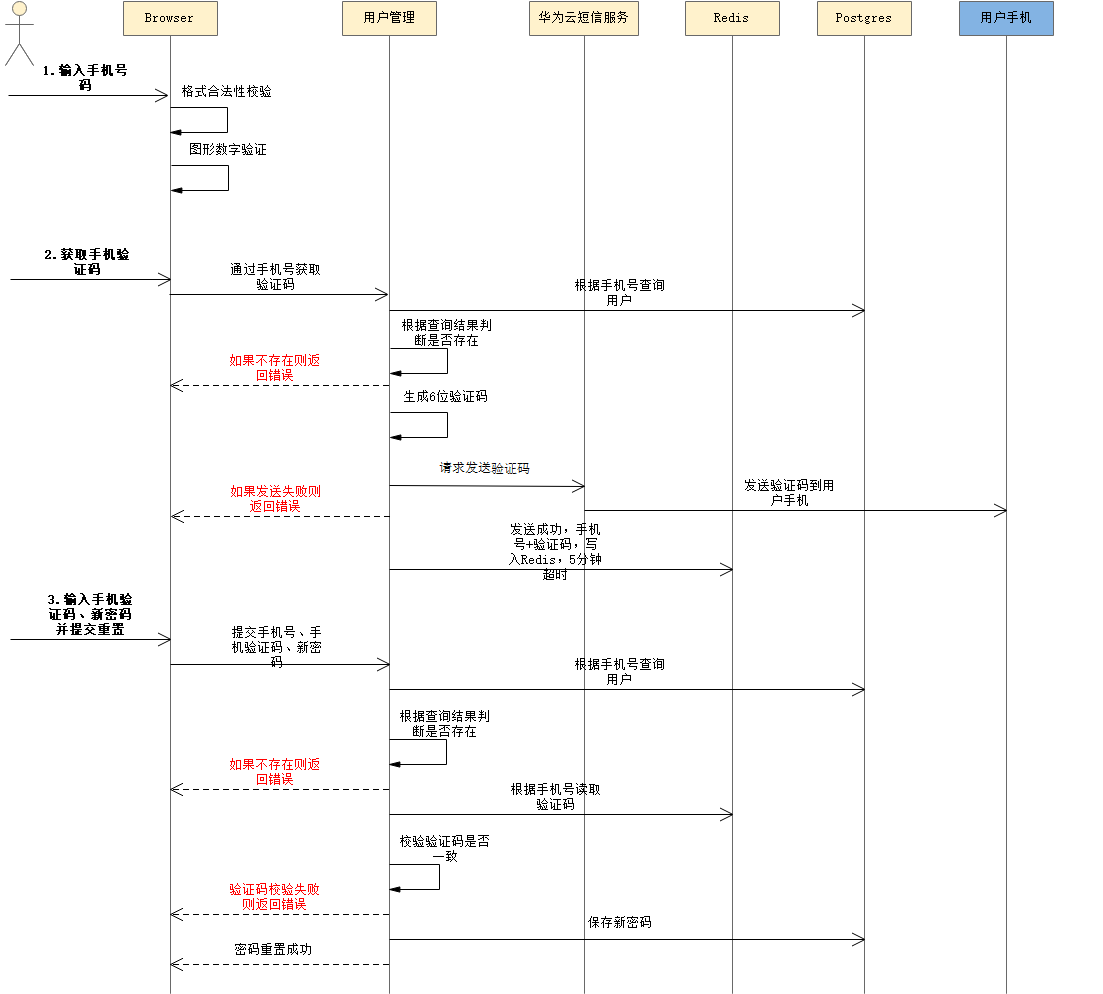 Browser
用户管理
华为云短信服务
Redis
Postgres
用户手机
1.输入手机号
码
格式合法性校验
图形数字验证
2.获取手机验
证码
通过手机号获取
验证码
根据手机号查询
用户
根据查询结果判
断是否存在
如果不存在则返
回错误
生成6位验证码
请求发送验证码
如果发送失败则
返回错误
发送验证码到用
户手机
发送成功，手机
号+验证码，写
入Redis，5分钟
超时
3.输入手机验
证码、新密码
并提交重置
提交手机号、手
机验证码、新密
码
根据手机号查询
用户
根据查询结果判
断是否存在
如果不存在则返
回错误
根据手机号读取
验证码
校验验证码是否
一致
验证码校验失败
则返回错误
保存新密码
密码重置成功